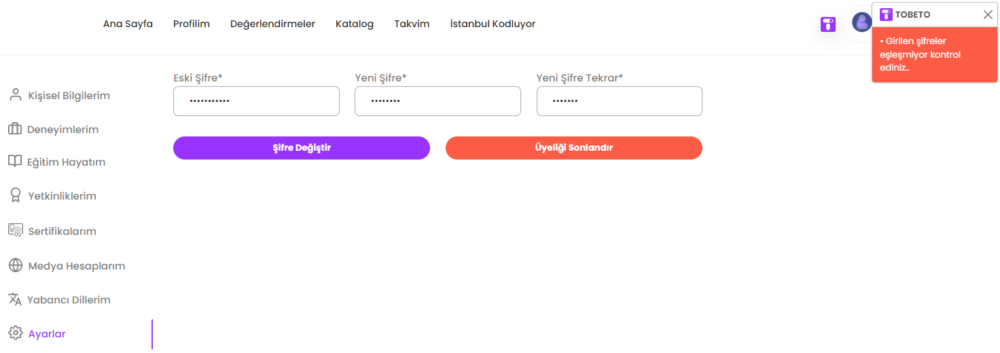 Ana Sayfa Profilim Değerlendirmeler Katalog Takvim İstanbul Kodluyor
TOBETO
• Girilen şifreler
eşleşmiyor kontrol
ediniz..
Kişisel Bilgilerim
Deneyimlerim
Eğitim Hayatım
Yetkinliklerim
Sertifikalarım
Medya Hesaplarım
Yabancı Dillerim
Ayarlar
Eski Şifre* Yeni Şifre* Yeni Şifre Tekrar*
••••••••••• •••••••• •••••••
Şifre Değiştir Üyeliği Sonlandır